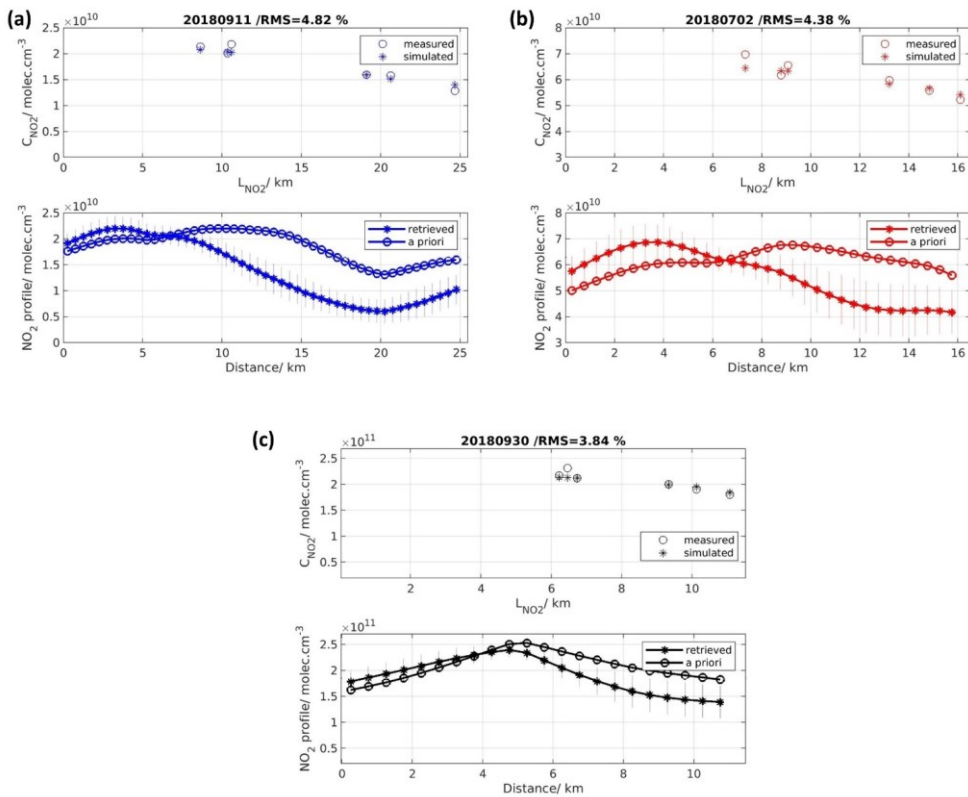 (a)
20180911 /RMS=4.82 %
×10^10
C_NO2/ molec.cm^-3
2.5
2
1.5
1
0.5
0
measured
simulated
0 5 10 15 20 25
L_NO2/ km
×10^10
NO_2 profile/ molec.cm^-3
2.5
2
1.5
1
0.5
0
retrieved
a priori
0 5 10 15 20 25
Distance/ km
(b)
20180702 /RMS=4.38 %
×10^10
C_NO2/ molec.cm^-3
8
7
6
5
4
3
measured
simulated
0 2 4 6 8 10 12 14 16
L_NO2/ km
×10^10
NO_2 profile/ molec.cm^-3
8
7
6
5
4
3
retrieved
a priori
0 2 4 6 8 10 12 14 16
Distance/ km
(c)
20180930 /RMS=3.84 %
×10^11
C_NO2/ molec.cm^-3
2.5
2
1.5
1
0.5
measured
simulated
2 4 6 8 10
L_NO2/ km
×10^11
NO_2 profile/ molec.cm^-3
2.5
2
1.5
1
0.5
retrieved
a priori
0 2 4 6 8 10
Distance/ km